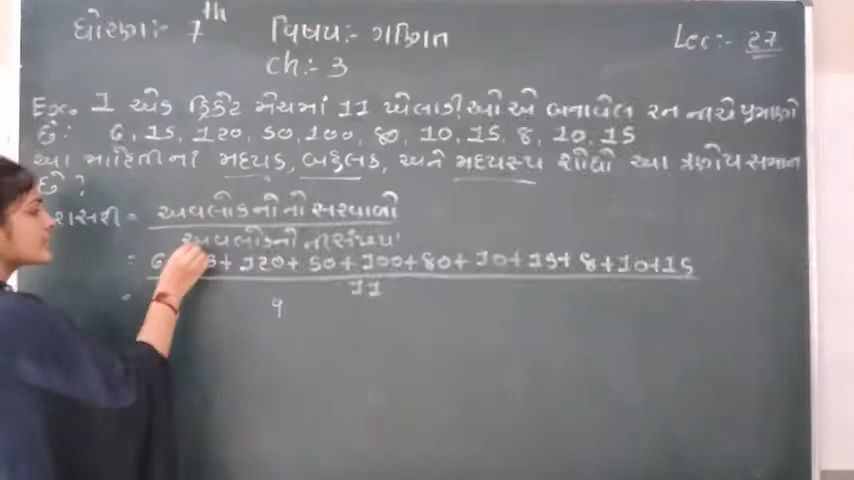 ધોરણ:- 7th વિષય:- ગણિત Lec:- 27
ch:- 3
Ex. 1 એક ક્રિકેટ મેચમાં 11 ખેલાડીઓએ બનાવેલ રન નીચે પ્રમાણે
છે: 6, 15, 120, 50, 100, 80, 10, 15, 8, 10, 15
આ માહિતીના મધ્યક, બહુલક, અને મધ્યસ્થ શોધો આ ત્રણેય સમાન
છે ?
સરાસરી = અવલોકનોનો સરવાળો
અવલોકનોની સંખ્યા
= 6 + 120 + 50 + 100 + 80 + 10 + 15 + 8 + 10 + 15
11
=